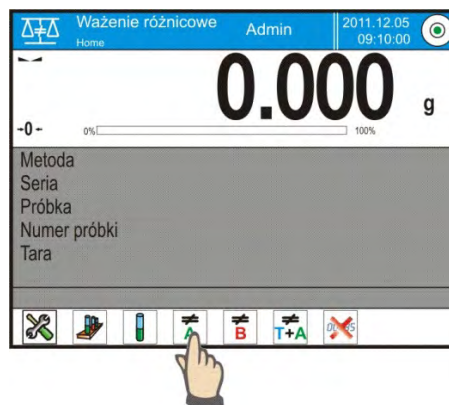 Ważenie różnicowe
Home
Admin
2011.12.05
09:10:00
0.000 g
→0←
0% 100%
Metoda
Seria
Próbka
Numer próbki
Tara
≠ A
≠ B
≠ T+A